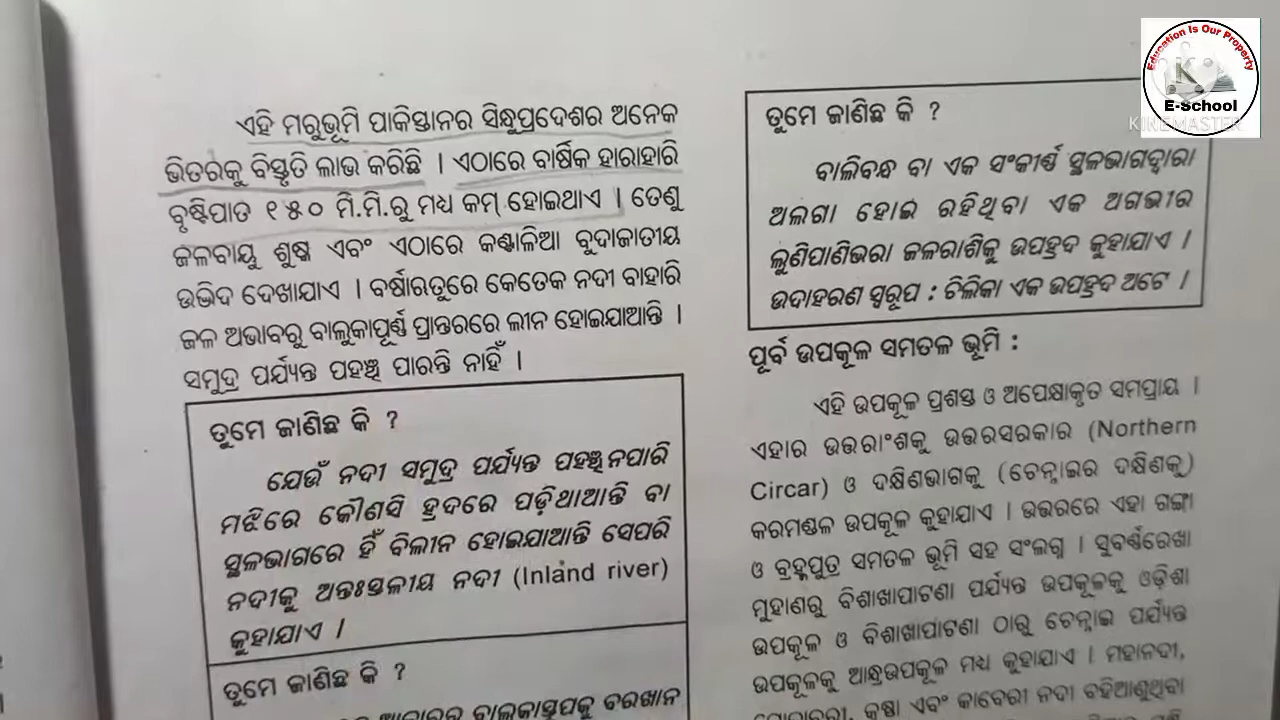 ଏହି ମରୁଭୂମି ପାକିସ୍ତାନର ସିନ୍ଧୁପ୍ରଦେଶର ଅନେକ
ଭିତରକୁ ବିସ୍ତୃତି ଲାଭ କରିଛି । ଏଠାରେ ବାର୍ଷିକ ହାରାହାରି
ବୃଷ୍ଟିପାତ ୧୫୦ ମି.ମି.ରୁ ମଧ୍ୟ କମ୍ ହୋଇଥାଏ । ତେଣୁ
ଜଳବାୟୁ ଶୁଷ୍କ ଏବଂ ଏଠାରେ କଣ୍ଟାଳିଆ ବୁଦାଜାତୀୟ
ଉଦ୍ଭିଦ ଦେଖାଯାଏ । ବର୍ଷାଋତୁରେ କେତେକ ନଦୀ ବାହାରି
ଜଳ ଅଭାବରୁ ବାଲୁକାପୂର୍ଣ୍ଣ ପ୍ରାନ୍ତରରେ ଲୀନ ହୋଇଯାଆନ୍ତି ।
ସମୁଦ୍ର ପର୍ଯ୍ୟନ୍ତ ପହଞ୍ଚି ପାରନ୍ତି ନାହିଁ ।
ତୁମେ ଜାଣିଛ କି ?
ଯେଉଁ ନଦୀ ସମୁଦ୍ର ପର୍ଯ୍ୟନ୍ତ ପହଞ୍ଚି ନପାରି
ମଝିରେ କୌଣସି ହ୍ରଦରେ ପଡ଼ିଥାଆନ୍ତି ବା
ସ୍ଥଳଭାଗରେ ହିଁ ବିଲୀନ ହୋଇଯାଆନ୍ତି ସେପରି
ନଦୀକୁ ଅନ୍ତଃସ୍ତଳୀୟ ନଦୀ (Inland river)
କୁହାଯାଏ ।
ତୁମେ ଜାଣିଛ କି ?
ବାଲୁକାସ୍ତୁପକୁ ବରଖାନ
ତୁମେ ଜାଣିଛ କି ?
ବାଲିବନ୍ଧ ବା ଏକ ସଂକୀର୍ଣ୍ଣ ସ୍ଥଳଭାଗଦ୍ୱାରା
ଅଲଗା ହୋଇ ରହିଥିବା ଏକ ଅଗଭୀର
ଲୁଣିପାଣିଭରା ଜଳରାଶିକୁ ଉପହ୍ରଦ କୁହାଯାଏ ।
ଉଦାହରଣ ସ୍ୱରୂପ : ଚିଲିକା ଏକ ଉପହ୍ରଦ ଅଟେ ।
ପୂର୍ବ ଉପକୂଳ ସମତଳ ଭୂମି :
ଏହି ଉପକୂଳ ପ୍ରଶସ୍ତ ଓ ଅପେକ୍ଷାକୃତ ସମପ୍ରାୟ ।
ଏହାର ଉତ୍ତରାଂଶକୁ ଉତ୍ତରସରକାର (Northern
Circar) ଓ ଦକ୍ଷିଣଭାଗକୁ (ଚେନ୍ନାଇର ଦକ୍ଷିଣକୁ)
କରମଣ୍ଡଳ ଉପକୂଳ କୁହାଯାଏ । ଉତ୍ତରରେ ଏହା ଗଙ୍ଗା
ଓ ବ୍ରହ୍ମପୁତ୍ର ସମତଳ ଭୂମି ସହ ସଂଲଗ୍ନ । ସୁବର୍ଣ୍ଣରେଖା
ମୁହାଣରୁ ବିଶାଖାପାଟଣା ପର୍ଯ୍ୟନ୍ତ ଉପକୂଳକୁ ଓଡ଼ିଶା
ଉପକୂଳ ଓ ବିଶାଖାପାଟଣା ଠାରୁ ଚେନ୍ନାଇ ପର୍ଯ୍ୟନ୍ତ
ଉପକୂଳକୁ ଆନ୍ଧ୍ରଉପକୂଳ ମଧ୍ୟ କୁହାଯାଏ । ମହାନଦୀ,
ଗୋଦାବରୀ, କୃଷ୍ଣା ଏବଂ କାବେରୀ ନଦୀ ବହିଆଣୁଥିବା
Education Is Our Property
K
E-school
KINEMASTER